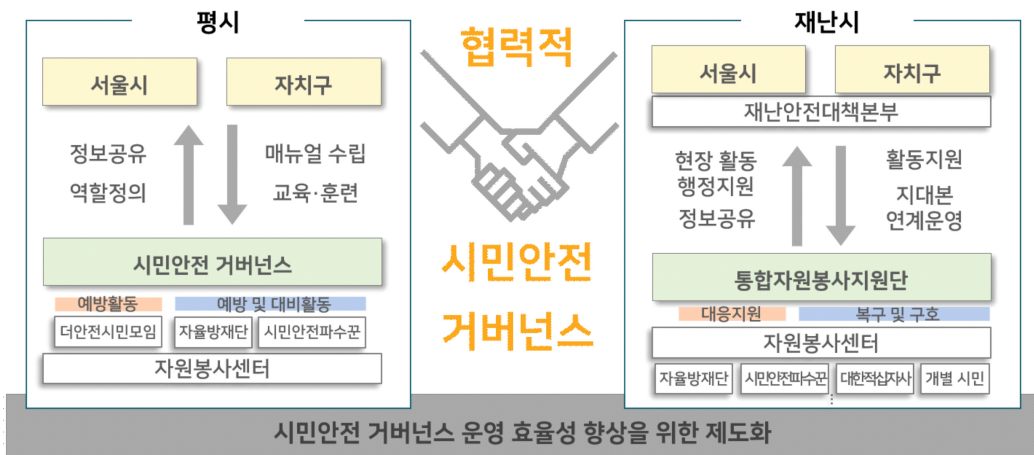 평시
서울시
자치구
정보공유
역할정의
매뉴얼 수립
교육·훈련
시민안전 거버넌스
예방활동
예방 및 대비활동
더안전시민모임
자율방재단
시민안전파수꾼
자원봉사센터
협력적
시민안전
거버넌스
재난시
서울시
자치구
재난안전대책본부
현장 활동
행정지원
정보공유
활동지원
지대본
연계운영
통합자원봉사지원단
대응지원
복구 및 구호
자원봉사센터
자율방재단
시민안전파수꾼
대한적십자사
개별 시민
시민안전 거버넌스 운영 효율성 향상을 위한 제도화